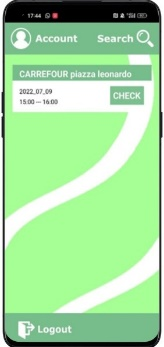 17:44
Account Search
CARREFOUR piazza leonardo
2022_07_09
15:00 — 16:00
CHECK
Logout